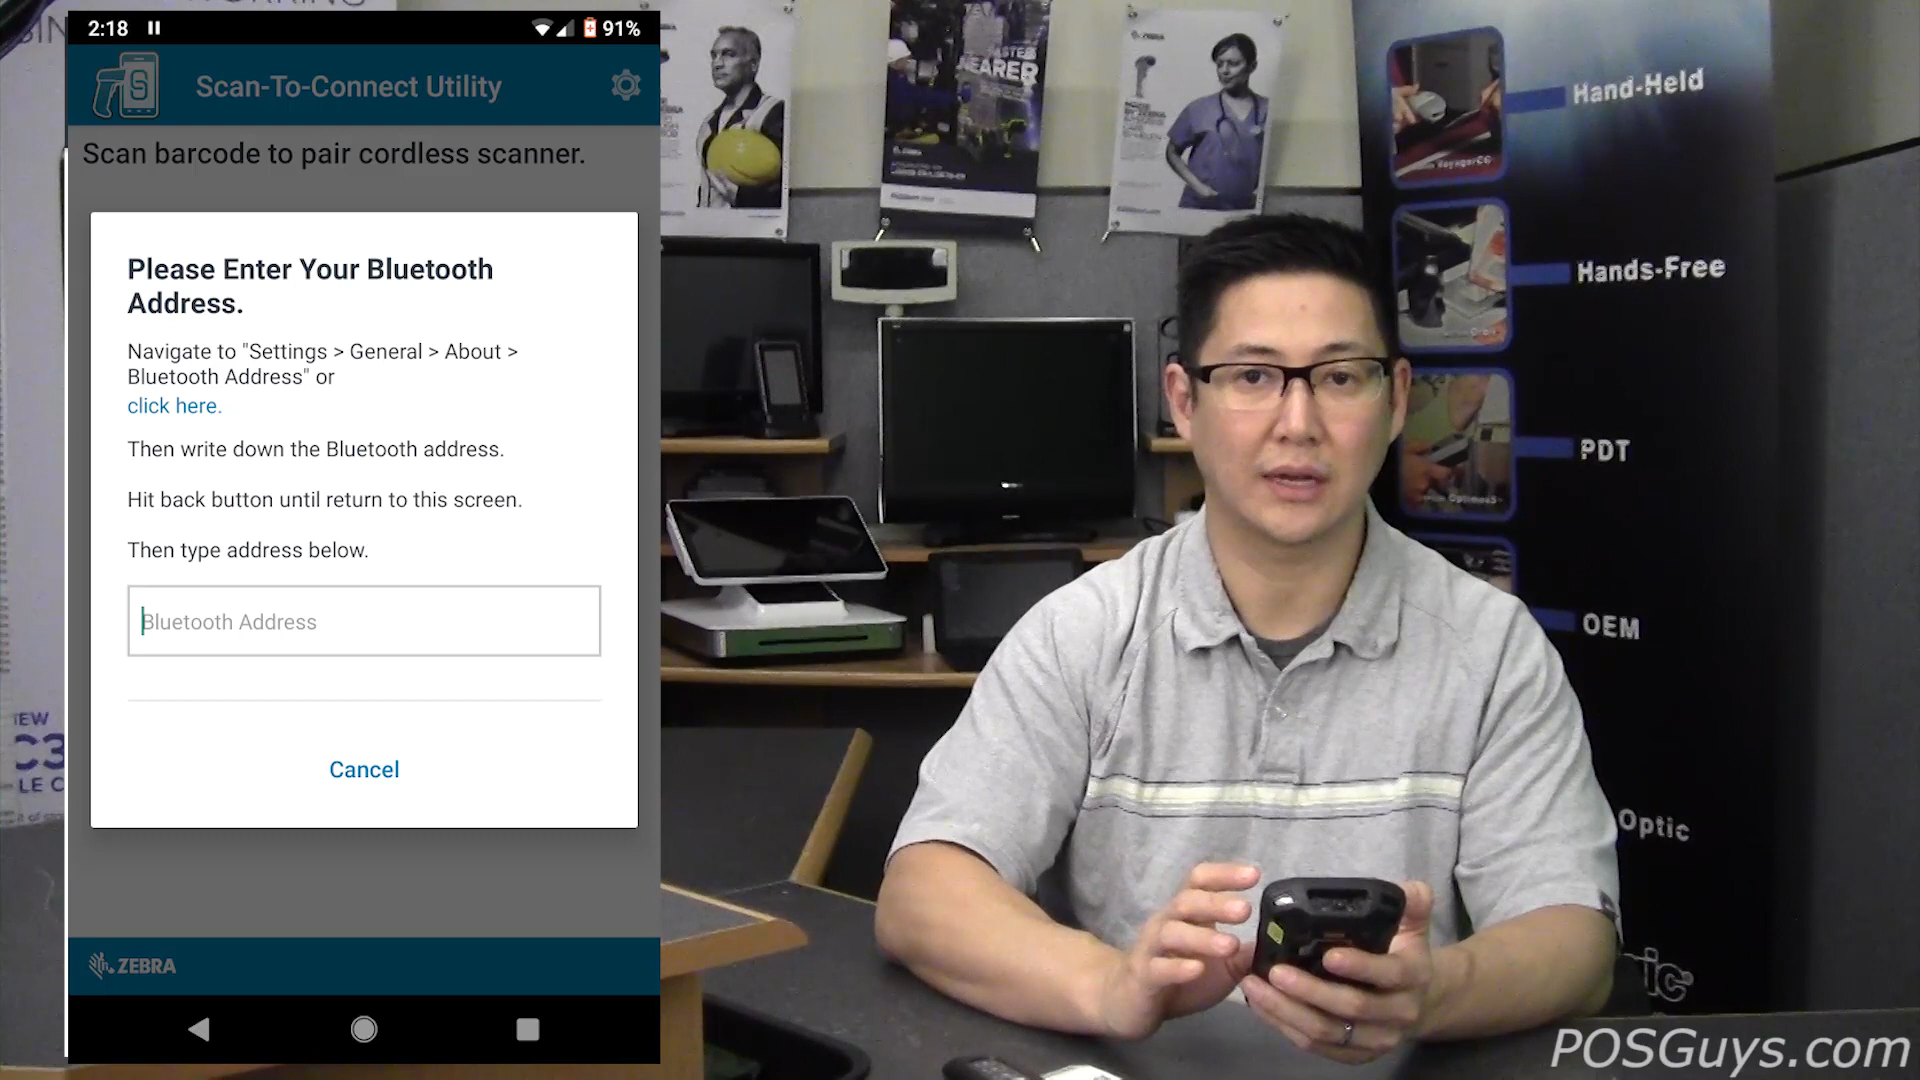 2:18
91%
Scan-To-Connect Utility
Scan barcode to pair cordless scanner.
Please Enter Your Bluetooth
Address.
Navigate to "Settings > General > About >
Bluetooth Address" or
click here.
Then write down the Bluetooth address.
Hit back button until return to this screen.
Then type address below.
Bluetooth Address
Cancel
ZEBRA
ZEBRA
Hand-Held
Hands-Free
PDT
OEM
Optic
POSGuys.com